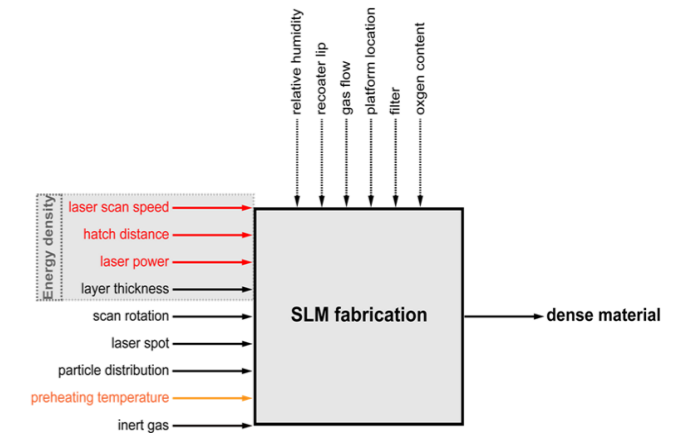 relative humidity
recoater lip
gas flow
platform location
filter
oxgen content
Energy density
laser scan speed
hatch distance
laser power
layer thickness
scan rotation
laser spot
particle distribution
preheating temperature
inert gas
SLM fabrication
dense material